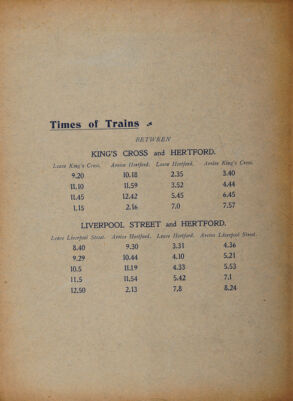 Times of Trains
BETWEEN
KING'S CROSS and HERTFORD.
Leave King's Cross. Arrive Hertford. Leave Hertford. Arrive King's Cross.
9.20 10.18 2.35 3.40
11.10 11.59 3.52 4.44
11.45 12.42 5.45 6.45
1.15 2.16 7.0 7.57
LIVERPOOL STREET and HERTFORD.
Leave Liverpool Street. Arrive Hertford. Leave Hertford. Arrive Liverpool Street.
8.40 9.30 3.31 4.36
9.29 10.44 4.10 5.21
10.5 11.19 4.33 5.53
11.5 11.54 5.42 7.1
12.50 2.13 7.8 8.24